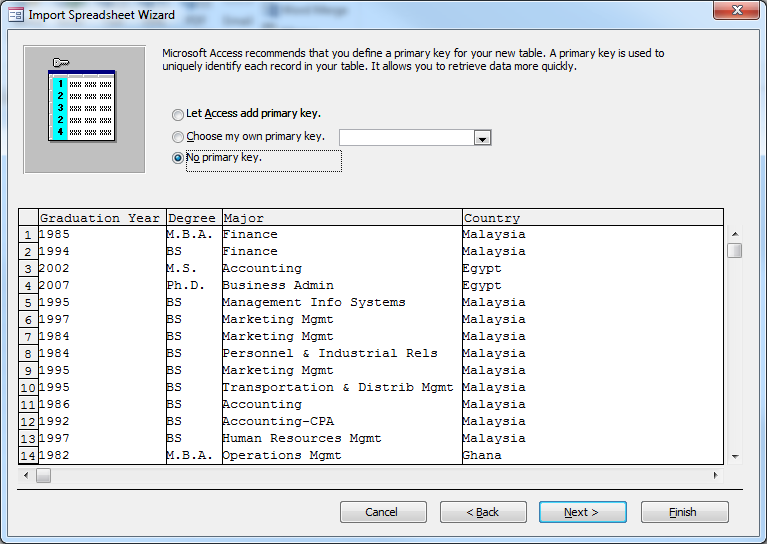 Import Spreadsheet Wizard
Microsoft Access recommends that you define a primary key for your new table. A primary key is used to
uniquely identify each record in your table. It allows you to retrieve data more quickly.
1 xxx xxx xxx
2 xxx xxx xxx
3 xxx xxx xxx
2 xxx xxx xxx
4 xxx xxx xxx
Let Access add primary key.
Choose my own primary key.
No primary key.
Graduation Year Degree Major Country
1 1985 M.B.A. Finance Malaysia
2 1994 BS Finance Malaysia
3 2002 M.S. Accounting Egypt
4 2007 Ph.D. Business Admin Egypt
5 1995 BS Management Info Systems Malaysia
6 1997 BS Marketing Mgmt Malaysia
7 1984 BS Marketing Mgmt Malaysia
8 1984 BS Personnel & Industrial Rels Malaysia
9 1995 BS Marketing Mgmt Malaysia
10 1995 BS Transportation & Distrib Mgmt Malaysia
11 1986 BS Accounting Malaysia
12 1992 BS Accounting-CPA Malaysia
13 1997 BS Human Resources Mgmt Malaysia
14 1982 M.B.A. Operations Mgmt Ghana
Cancel < Back Next > Finish